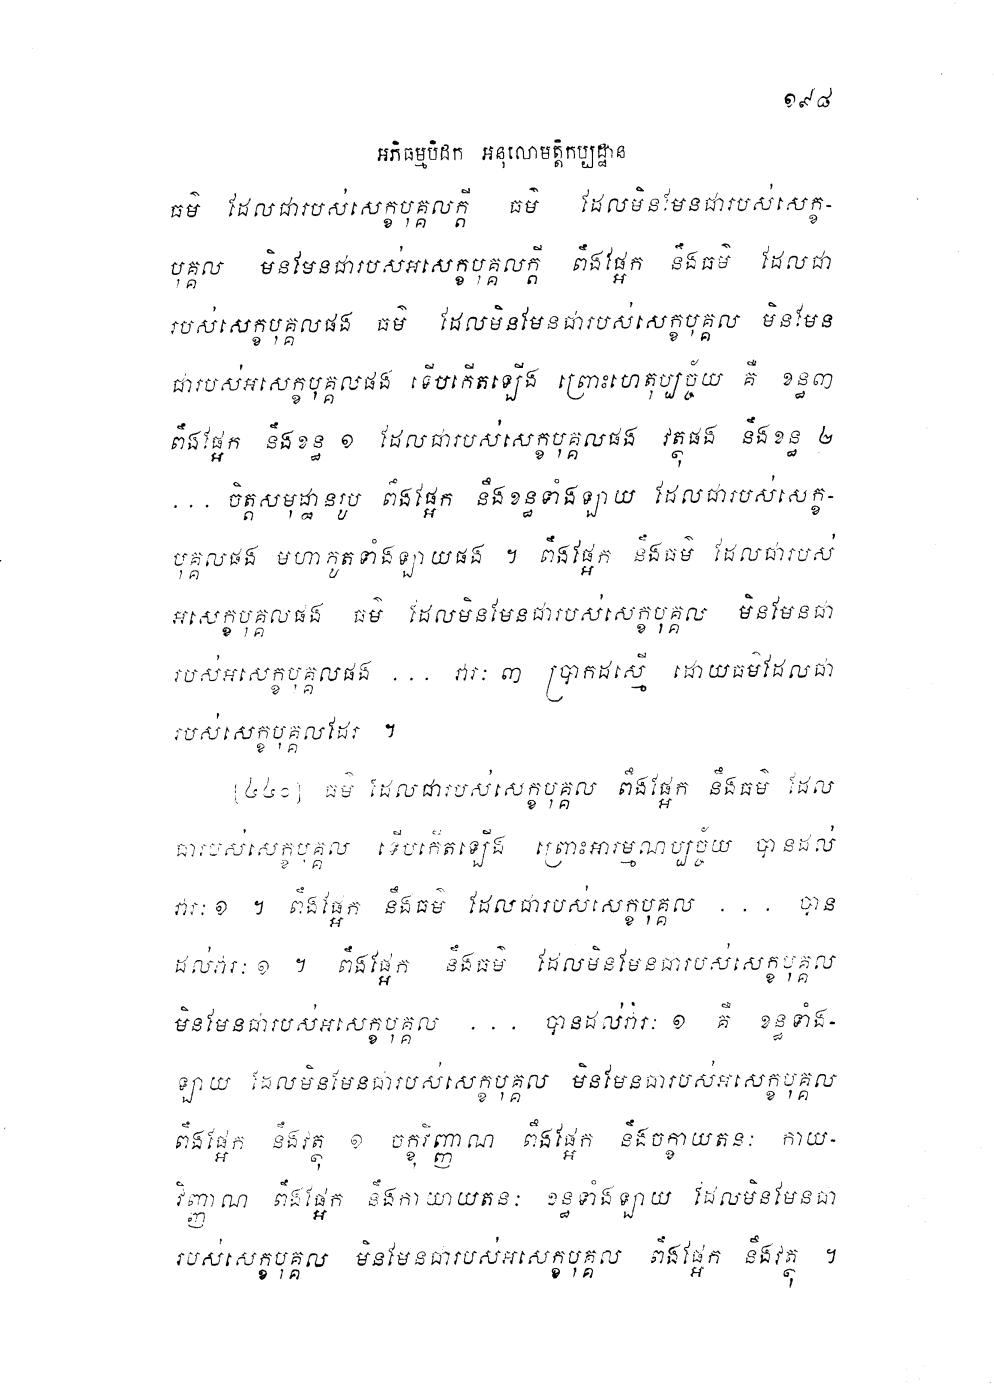 ១៩៨
អភិធម្មបិដក អនុលោមត្តិកប្បដ្ឋាន
ធម៌ ដែលជារបស់សេក្ខបុគ្គលក្តី ធម៌ ដែលមិនមែនជារបស់សេក្ខ-
បុគ្គល មិនមែនជារបស់អសេក្ខបុគ្គលក្តី ពឹងផ្អែក នឹងធម៌ ដែលជា
របស់សេក្ខបុគ្គលផង ធម៌ ដែលមិនមែនជារបស់សេក្ខបុគ្គល មិនមែន
ជារបស់អសេក្ខបុគ្គលផង ទើបកើតឡើង ព្រោះហេតុប្បច្ច័យ គឺ ខន្ធ៣
ពឹងផ្អែក នឹងខន្ធ ១ ដែលជារបស់សេក្ខបុគ្គលផង វត្ថុផង នឹងខន្ធ ២
... ចិត្តសមុដ្ឋានរូប ពឹងផ្អែក នឹងខន្ធទាំងឡាយ ដែលជារបស់សេក្ខ-
បុគ្គលផង មហាភូតទាំងឡាយផង ។ ពឹងផ្អែក នឹងធម៌ ដែលជារបស់
អសេក្ខបុគ្គលផង ធម៌ ដែលមិនមែនជារបស់សេក្ខបុគ្គល មិនមែនជា
របស់អសេក្ខបុគ្គលផង ... វារៈ ៣ ប្រាកដស្មើ ដោយធម៌ដែលជា
របស់សេក្ខបុគ្គលដែរ ។
[៤៤០] ធម៌ ដែលជារបស់សេក្ខបុគ្គល ពឹងផ្អែក នឹងធម៌ ដែល
ជារបស់សេក្ខបុគ្គល ទើបកើតឡើង ព្រោះអារម្មណប្បច្ច័យ បានដល់
វារៈ ១ ។ ពឹងផ្អែក នឹងធម៌ ដែលជារបស់សេក្ខបុគ្គល ... បាន
ដល់វារៈ ១ ។ ពឹងផ្អែក នឹងធម៌ ដែលមិនមែនជារបស់សេក្ខបុគ្គល
មិនមែនជារបស់អសេក្ខបុគ្គល ... បានដល់វារៈ ១ គឺ ខន្ធទាំង-
ឡាយ ដែលមិនមែនជារបស់សេក្ខបុគ្គល មិនមែនជារបស់អសេក្ខបុគ្គល
ពឹងផ្អែក នឹងវត្ថុ ១ ចក្ខុវិញ្ញាណ ពឹងផ្អែក នឹងចក្ខាយតនៈ កាយ-
វិញ្ញាណ ពឹងផ្អែក នឹងកាយាយតនៈ ខន្ធទាំងឡាយ ដែលមិនមែនជា
របស់សេក្ខបុគ្គល មិនមែនជារបស់អសេក្ខបុគ្គល ពឹងផ្អែក នឹងវត្ថុ ។